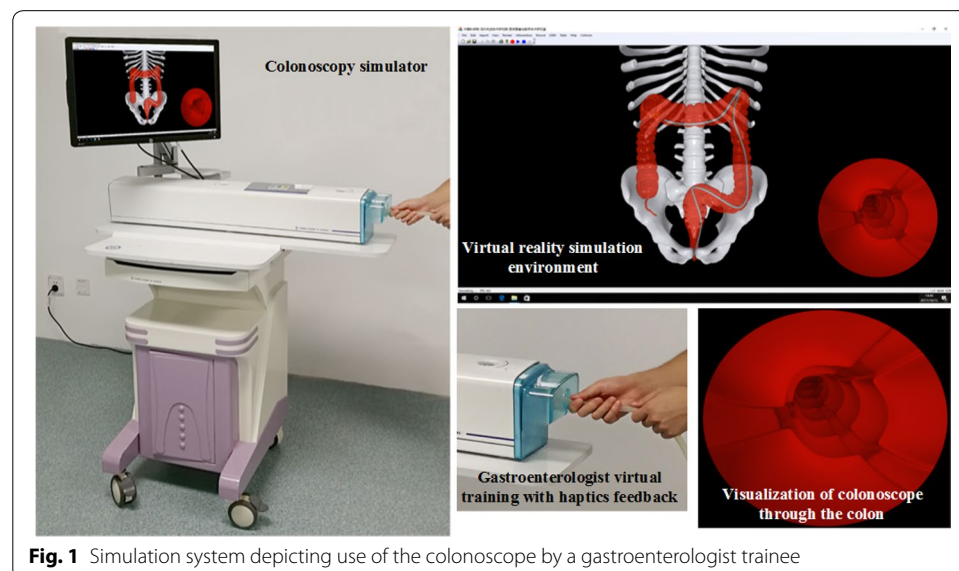 Colonoscopy simulator
Virtual reality simulation
environment
Gastroenterologist virtual
training with haptics feedback
Visualization of colonoscope
through the colon
Fig. 1 Simulation system depicting use of the colonoscope by a gastroenterologist trainee